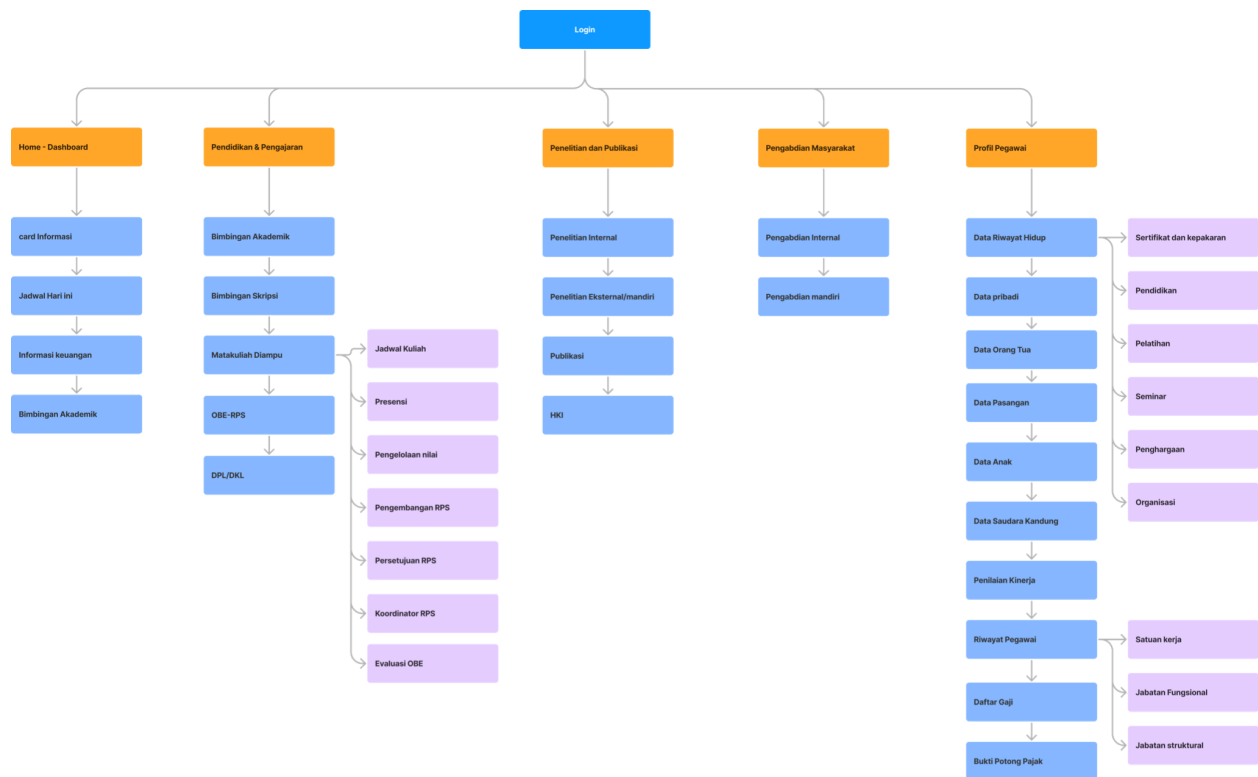 Login
Home - Dashboard
card Informasi
Jadwal Hari ini
Informasi keuangan
Bimbingan Akademik
Pendidikan & Pengajaran
Bimbingan Akademik
Bimbingan Skripsi
Matakuliah Diampu
OBE-RPS
DPL/DKL
Jadwal Kuliah
Presensi
Pengelolaan nilai
Pengembangan RPS
Persetujuan RPS
Koordinator RPS
Evaluasi OBE
Penelitian dan Publikasi
Penelitian Internal
Penelitian Eksternal/mandiri
Publikasi
HKI
Pengabdian Masyarakat
Pengabdian Internal
Pengabdian mandiri
Profil Pegawai
Data Riwayat Hidup
Data pribadi
Data Orang Tua
Data Pasangan
Data Anak
Data Saudara Kandung
Penilaian Kinerja
Riwayat Pegawai
Daftar Gaji
Bukti Potong Pajak
Sertifikat dan kepakaran
Pendidikan
Pelatihan
Seminar
Penghargaan
Organisasi
Satuan kerja
Jabatan Fungsional
Jabatan struktural